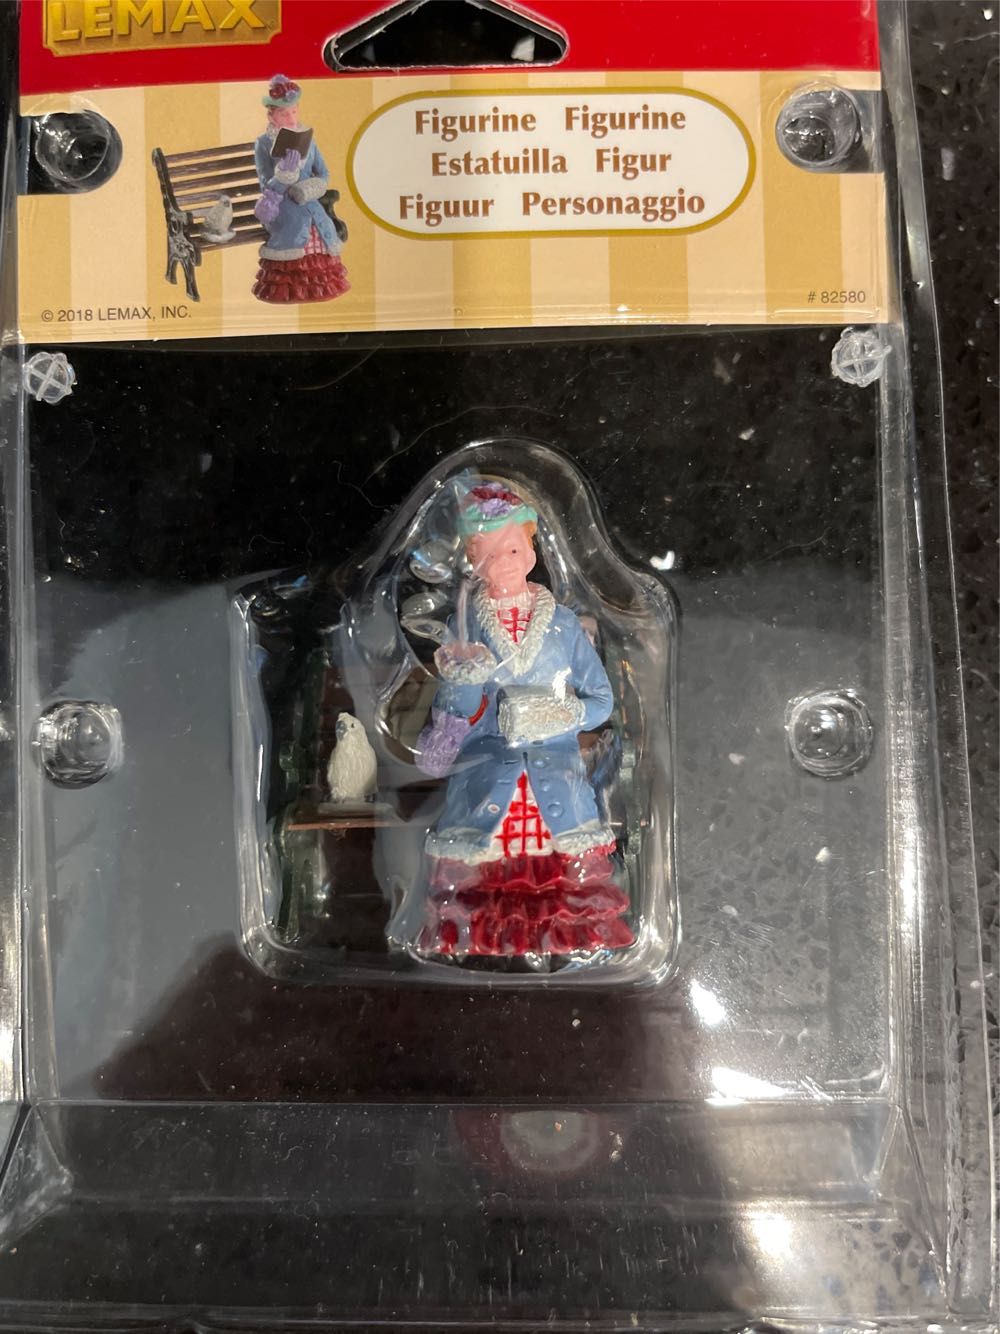 LEMAX
Figurine Figurine
Estatuilla Figur
Figuur Personaggio
© 2018 LEMAX, INC.
# 82580